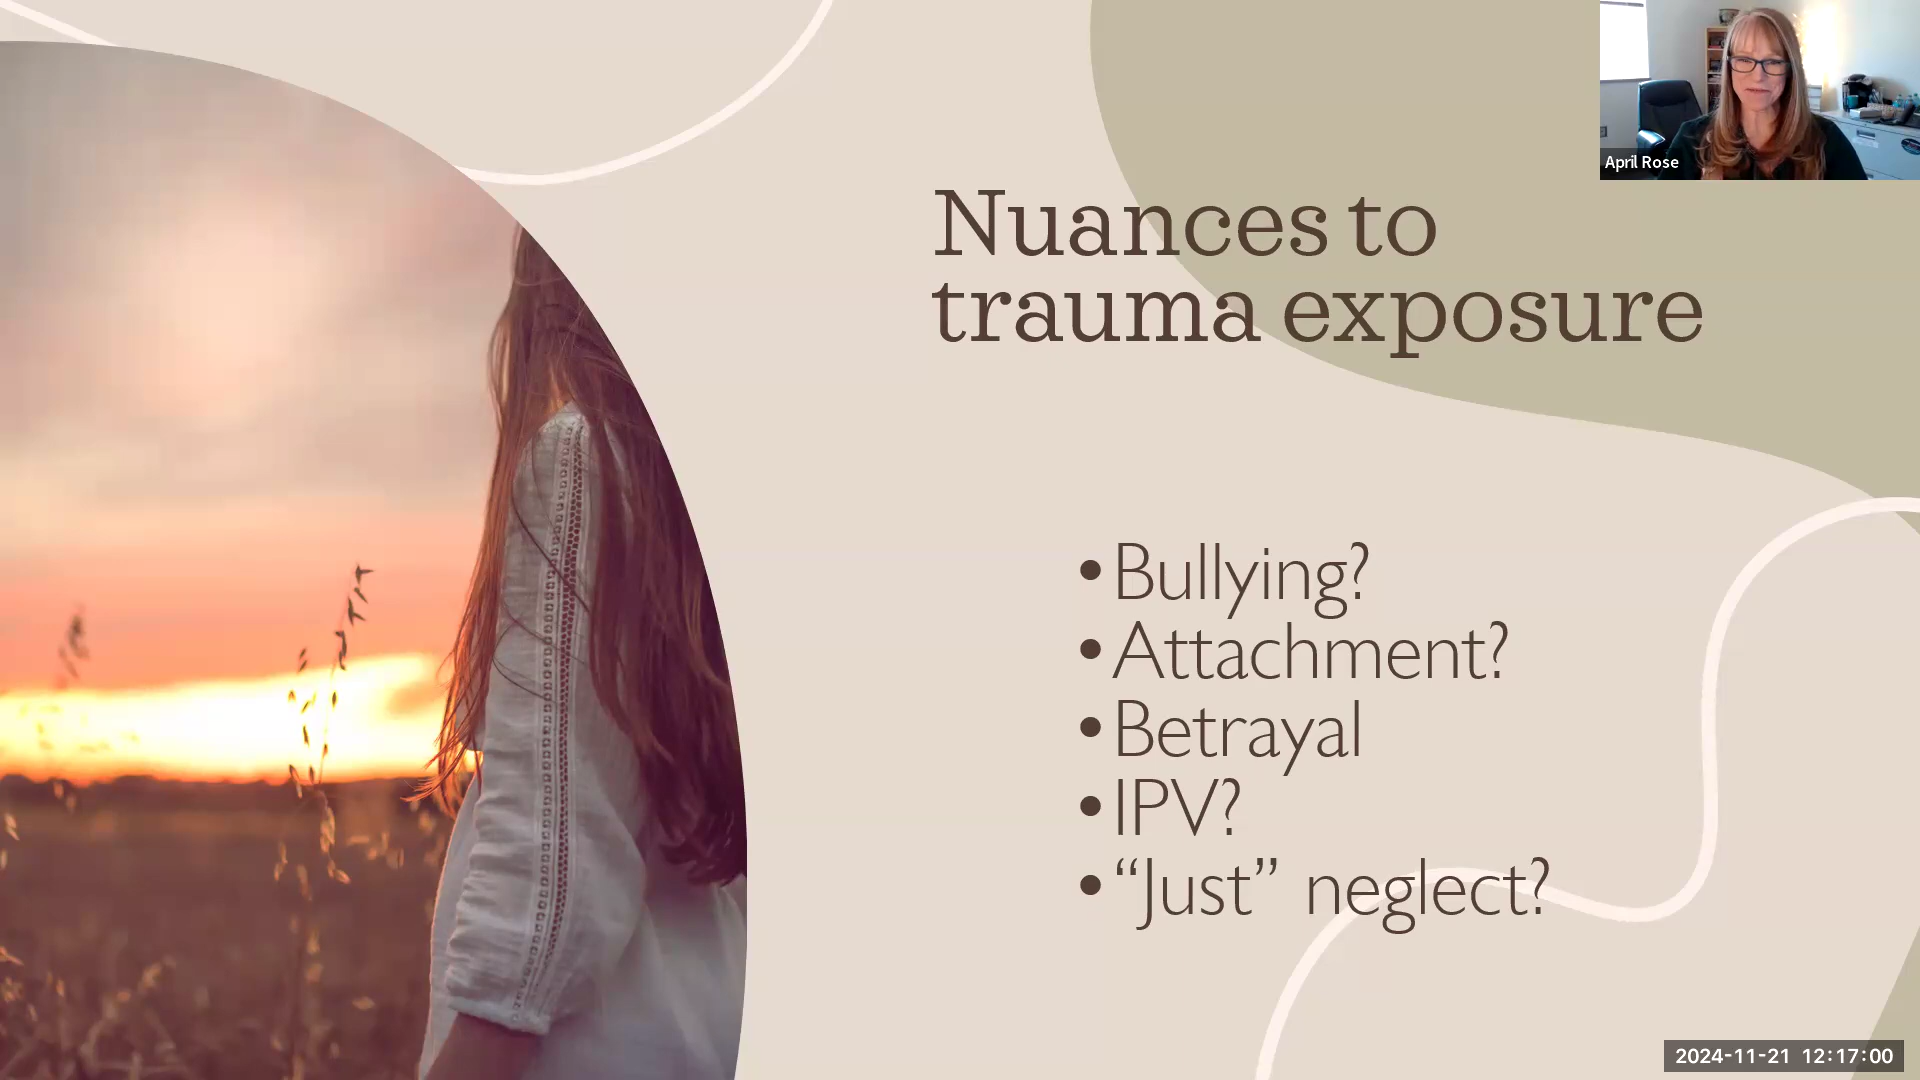 April Rose
Nuances to
trauma exposure
•Bullying?
•Attachment?
•Betrayal
•IPV?
•“Just” neglect?
2024-11-21 12:17:00